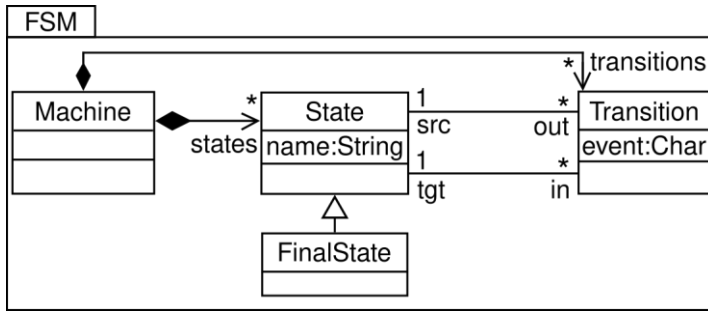 FSM
* transitions
Machine
* State 1 * Transition
states name:String src out event:Char
1 *
tgt in
FinalState